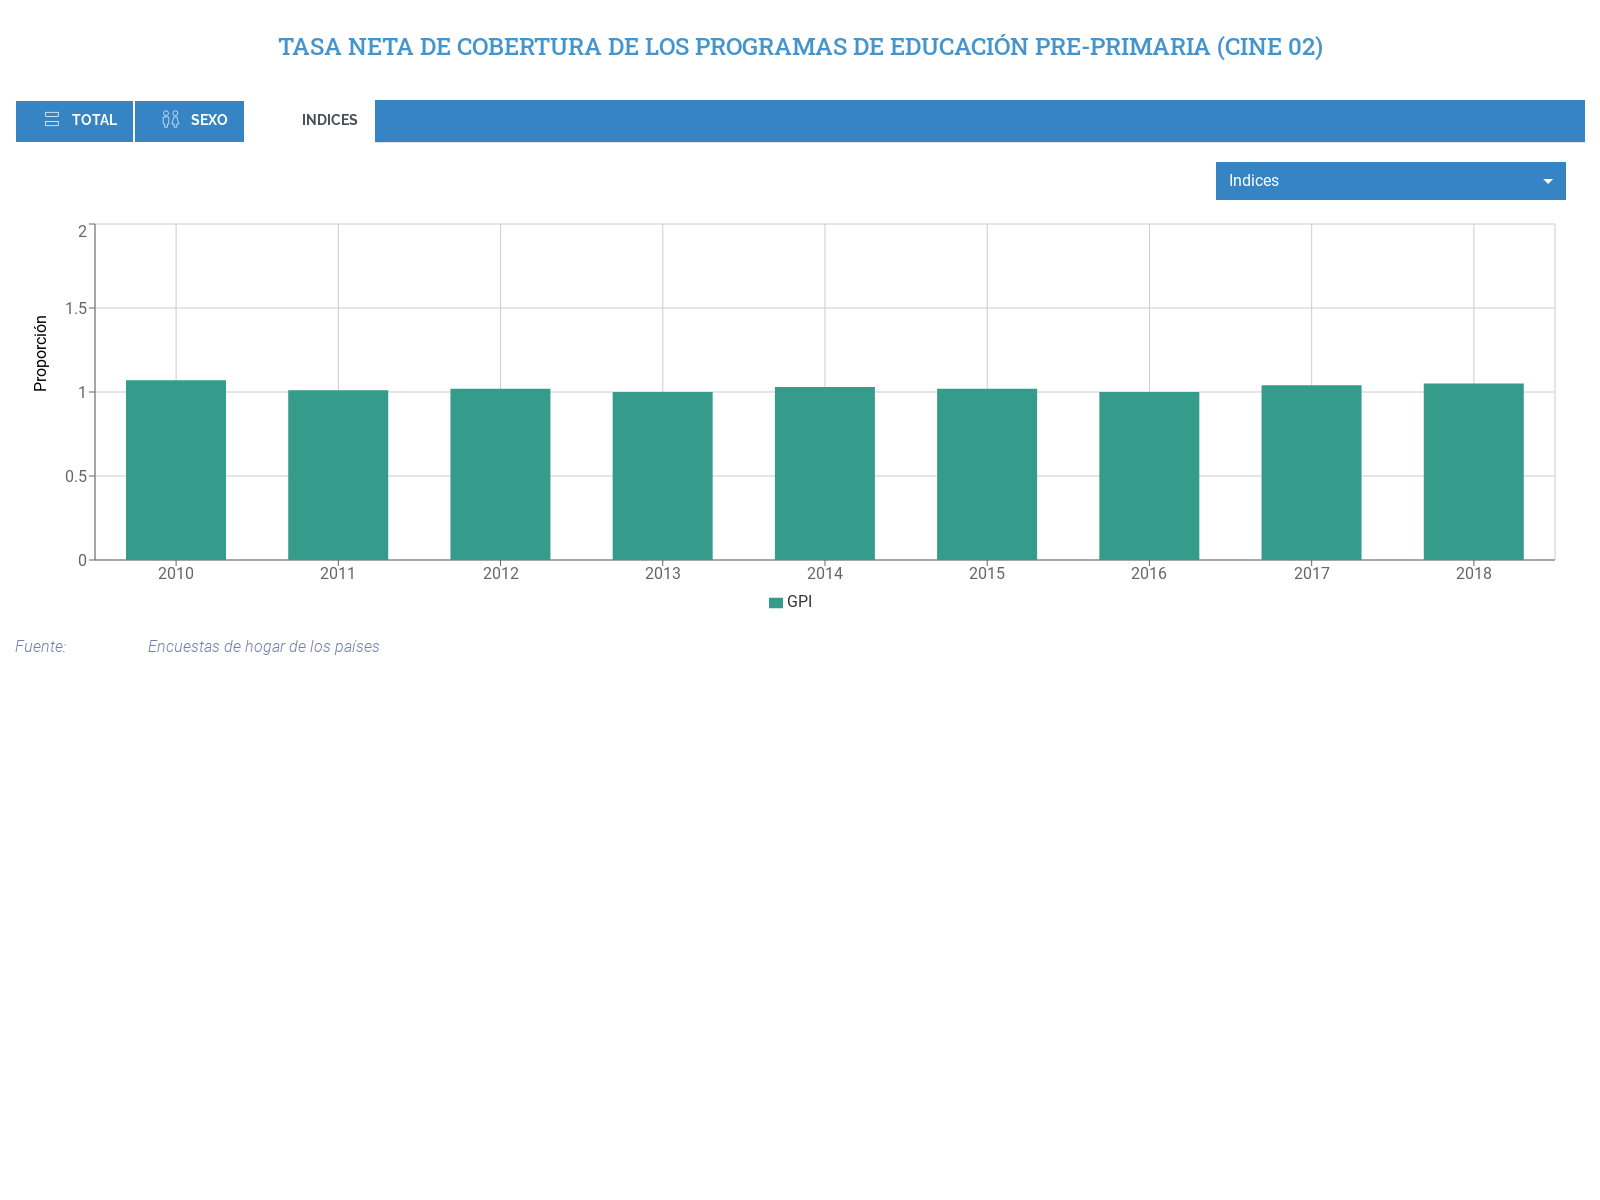 TASA NETA DE COBERTURA DE LOS PROGRAMAS DE EDUCACIÓN PRE-PRIMARIA (CINE 02)
TOTAL SEXO INDICES
Indices
Proporción
2
1.5
1
0.5
0
2010 2011 2012 2013 2014 2015 2016 2017 2018
GPI
Fuente: Encuestas de hogar de los países